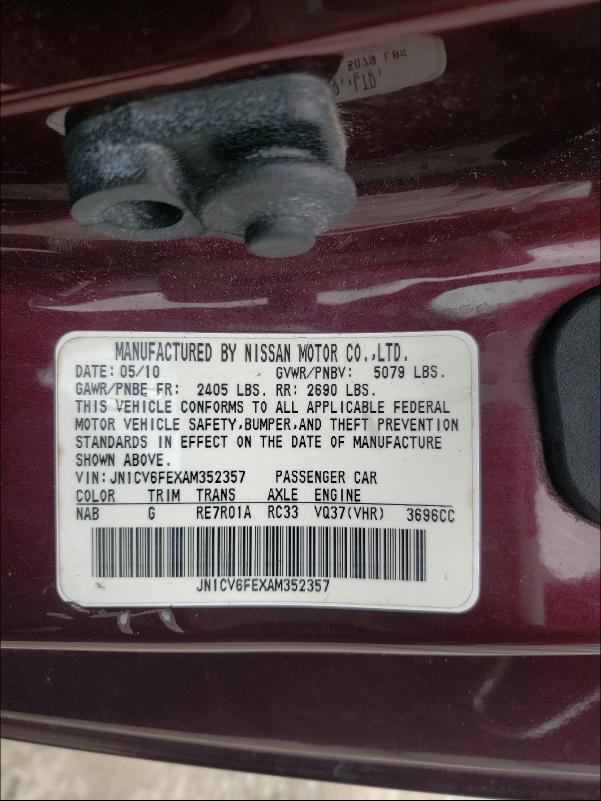 5079 LBS
., LTD.
MANUFACTURED BY NISSAN MOTOR CO.,LTD.
DATE: 05/10 GVWR/PNBV: 5079 LBS.
GAWR/PNBE FR: 2405 LBS. RR: 2690 LBS.
THIS VEHICLE CONFORMS TO ALL APPLICABLE FEDERAL
MOTOR VEHICLE SAFETY,BUMPER,AND THEFT PREVENTION
STANDARDS IN EFFECT ON THE DATE OF MANUFACTURE
SHOWN ABOVE.
VIN:JN1CV6FEXAM352357 PASSENGER CAR
COLOR TRIM TRANS AXLE ENGINE
NAB G RE7R01A RC33 VQ37(VHR) 3696CC
JN1CV6FEXAM352357